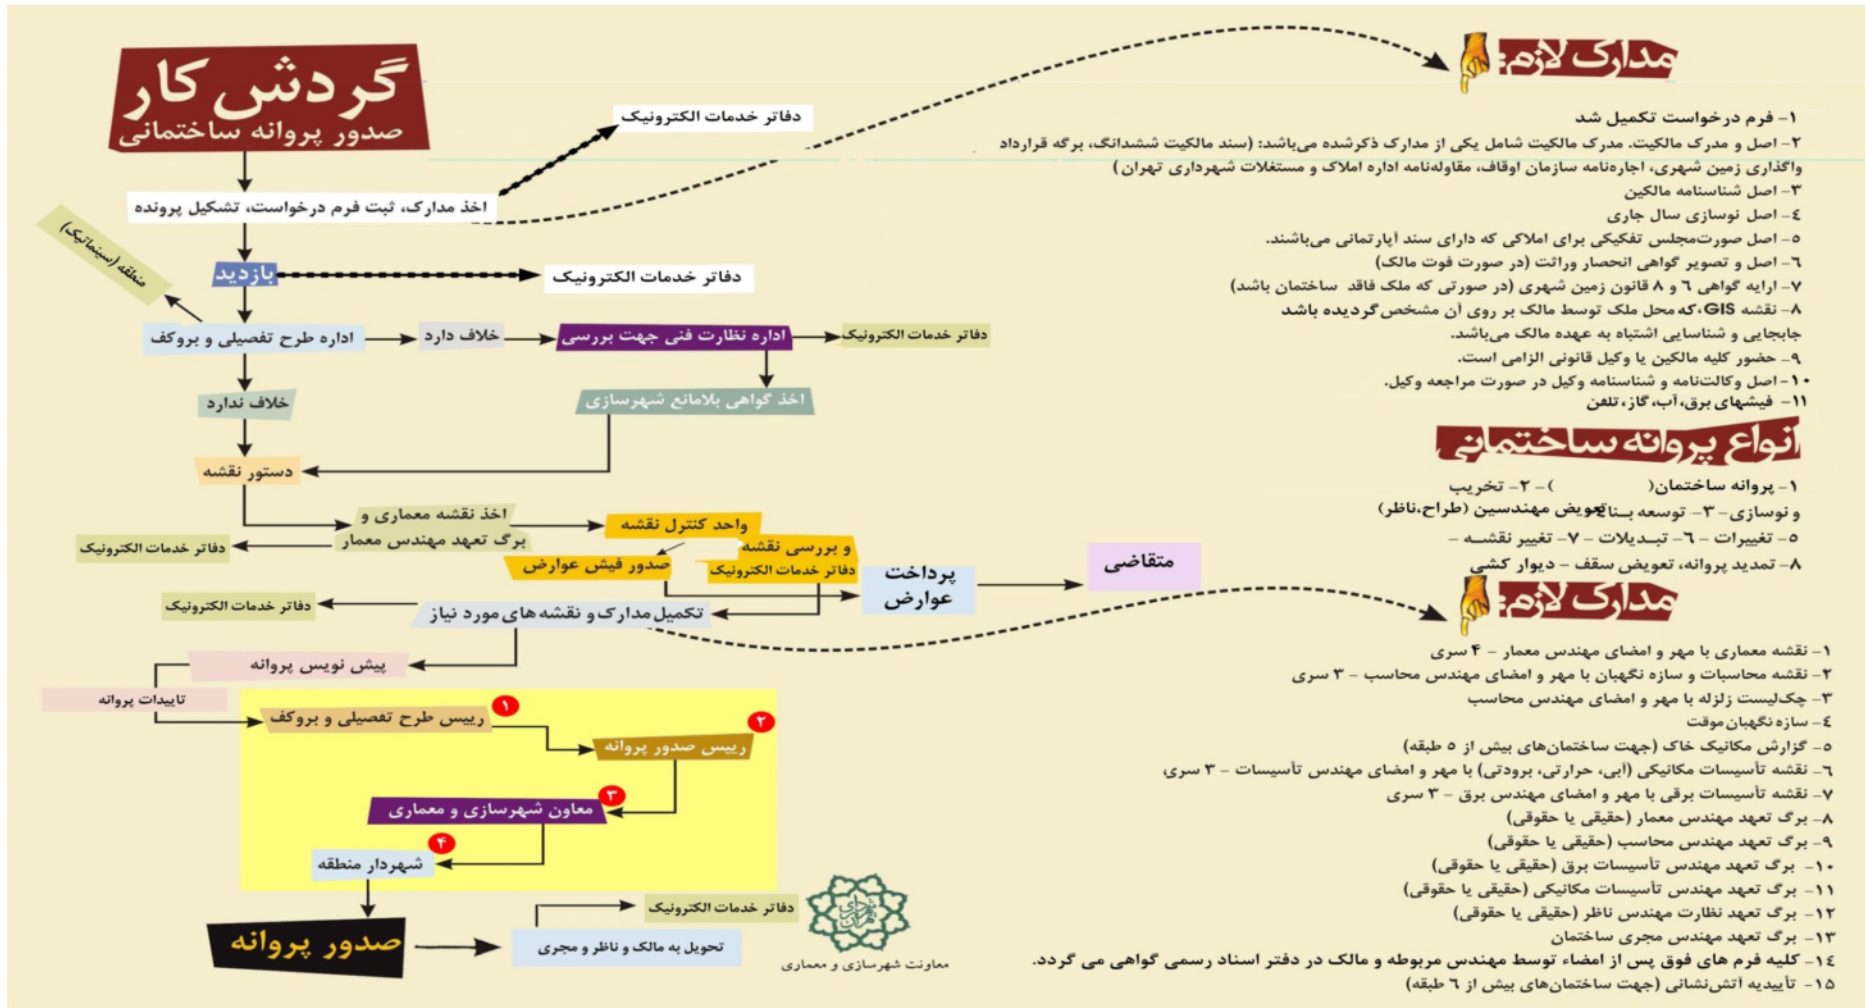 گردش کار
صدور پروانه ساختمانی
دفاتر خدمات الکترونیک
اخذ مدارک، ثبت فرم درخواست، تشکیل پرونده
منطقه (سینماتیک)
بازدید
دفاتر خدمات الکترونیک
اداره طرح تفصیلی و بروکف
خلاف دارد
اداره نظارت فنی جهت بررسی
دفاتر خدمات الکترونیک
خلاف ندارد
اخذ گواهی بلامانع شهرسازی
دستور نقشه
اخذ نقشه معماری و
برگ تعهد مهندس معمار
دفاتر خدمات الکترونیک
واحد کنترل نقشه
و بررسی نقشه
صدور فیش عوارض
دفاتر خدمات الکترونیک
پرداخت
عوارض
متقاضی
تکمیل مدارک و نقشه های مورد نیاز
دفاتر خدمات الکترونیک
پیش نویس پروانه
تاییدات پروانه
۱
رییس طرح تفصیلی و بروکف
۲
رییس صدور پروانه
۳
معاون شهرسازی و معماری
۴
شهردار منطقه
صدور پروانه
تحویل به مالک و ناظر و مجری
دفاتر خدمات الکترونیک
معاونت شهرسازی و معماری
مدارک لازم:
۱- فرم درخواست تکمیل شد
۲- اصل و مدرک مالکیت. مدرک مالکیت شامل یکی از مدارک ذکرشده می‌باشد: (سند مالکیت ششدانگ، برگه قرارداد
واگذاری زمین شهری، اجاره‌نامه سازمان اوقاف، مقاوله‌نامه اداره املاک و مستغلات شهرداری تهران)
۳- اصل شناسنامه مالکین
٤- اصل نوسازی سال جاری
۵- اصل صورت‌مجلس تفکیکی برای املاکی که دارای سند آپارتمانی می‌باشند.
٦- اصل و تصویر گواهی انحصار وراثت (در صورت فوت مالک)
۷- ارایه گواهی ٦ و ۸ قانون زمین شهری (در صورتی که ملک فاقد ساختمان باشد)
۸- نقشه GIS،که محل ملک توسط مالک بر روی آن مشخص گردیده باشد
جابجایی و شناسایی اشتباه به عهده مالک می‌باشد.
۹- حضور کلیه مالکین یا وکیل قانونی الزامی است.
۱۰- اصل وکالت‌نامه و شناسنامه وکیل در صورت مراجعه وکیل.
۱۱- فیشهای برق،آب،گاز،تلفن
انواع پروانه ساختمانی
۱- پروانه ساختمان( )- ۲- تخریب
و نوسازی- ۳- توسعه بنا تعویض مهندسین (طراح،ناظر)
۵- تغییرات - ٦- تبدیلات - ۷- تغییر نقشه -
۸- تمدید پروانه، تعویض سقف - دیوار کشی
مدارک لازم:
۱- نقشه معماری با مهر و امضای مهندس معمار - ۴ سری
۲- نقشه محاسبات و سازه نگهبان با مهر و امضای مهندس محاسب - ۳ سری
۳- چک‌لیست زلزله با مهر و امضای مهندس محاسب
٤- سازه نگهبان موقت
۵- گزارش مکانیک خاک (جهت ساختمان‌های بیش از ۵ طبقه)
٦- نقشه تأسیسات مکانیکی (آبی، حرارتی، برودتی) با مهر و امضای مهندس تأسیسات - ۳ سری
۷- نقشه تأسیسات برقی با مهر و امضای مهندس برق - ۳ سری
۸- برگ تعهد مهندس معمار (حقیقی یا حقوقی)
۹- برگ تعهد مهندس محاسب (حقیقی یا حقوقی)
۱۰- برگ تعهد مهندس تأسیسات برق (حقیقی یا حقوقی)
۱۱- برگ تعهد مهندس تأسیسات مکانیکی (حقیقی یا حقوقی)
۱۲- برگ تعهد نظارت مهندس ناظر (حقیقی یا حقوقی)
۱۳- برگ تعهد مهندس مجری ساختمان
۱٤- کلیه فرم های فوق پس از امضاء توسط مهندس مربوطه و مالک در دفتر اسناد رسمی گواهی می گردد.
۱۵- تأییدیه آتش‌نشانی (جهت ساختمان‌های بیش از ٦ طبقه)